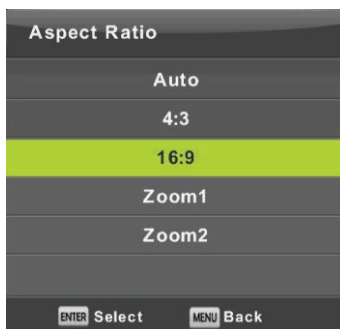 Aspect Ratio
Auto
4:3
16:9
Zoom1
Zoom2
ENTER Select MENU Back